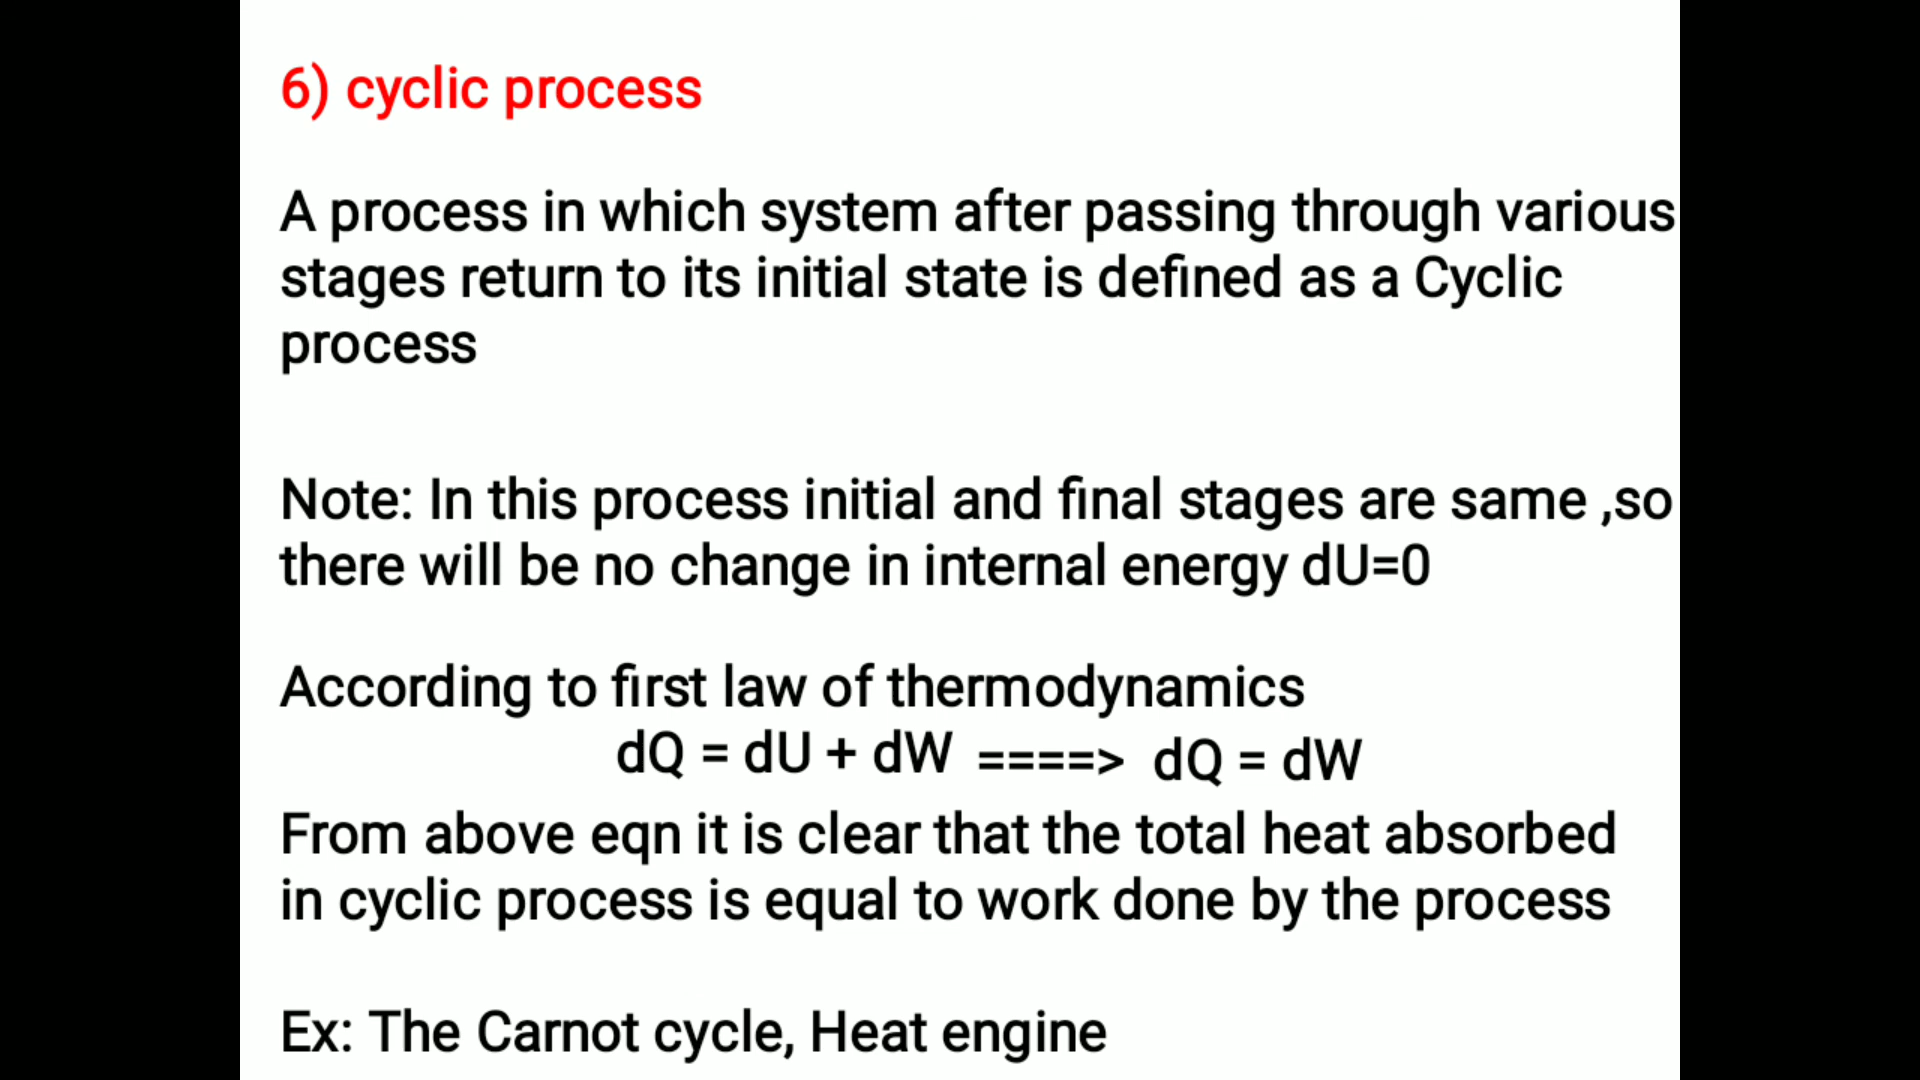 6) cyclic process
A process in which system after passing through various
stages return to its initial state is defined as a Cyclic
process
Note: In this process initial and final stages are same ,so
there will be no change in internal energy dU=0
According to first law of thermodynamics
dQ = dU + dW ====> dQ = dW
From above eqn it is clear that the total heat absorbed
in cyclic process is equal to work done by the process
Ex: The Carnot cycle, Heat engine